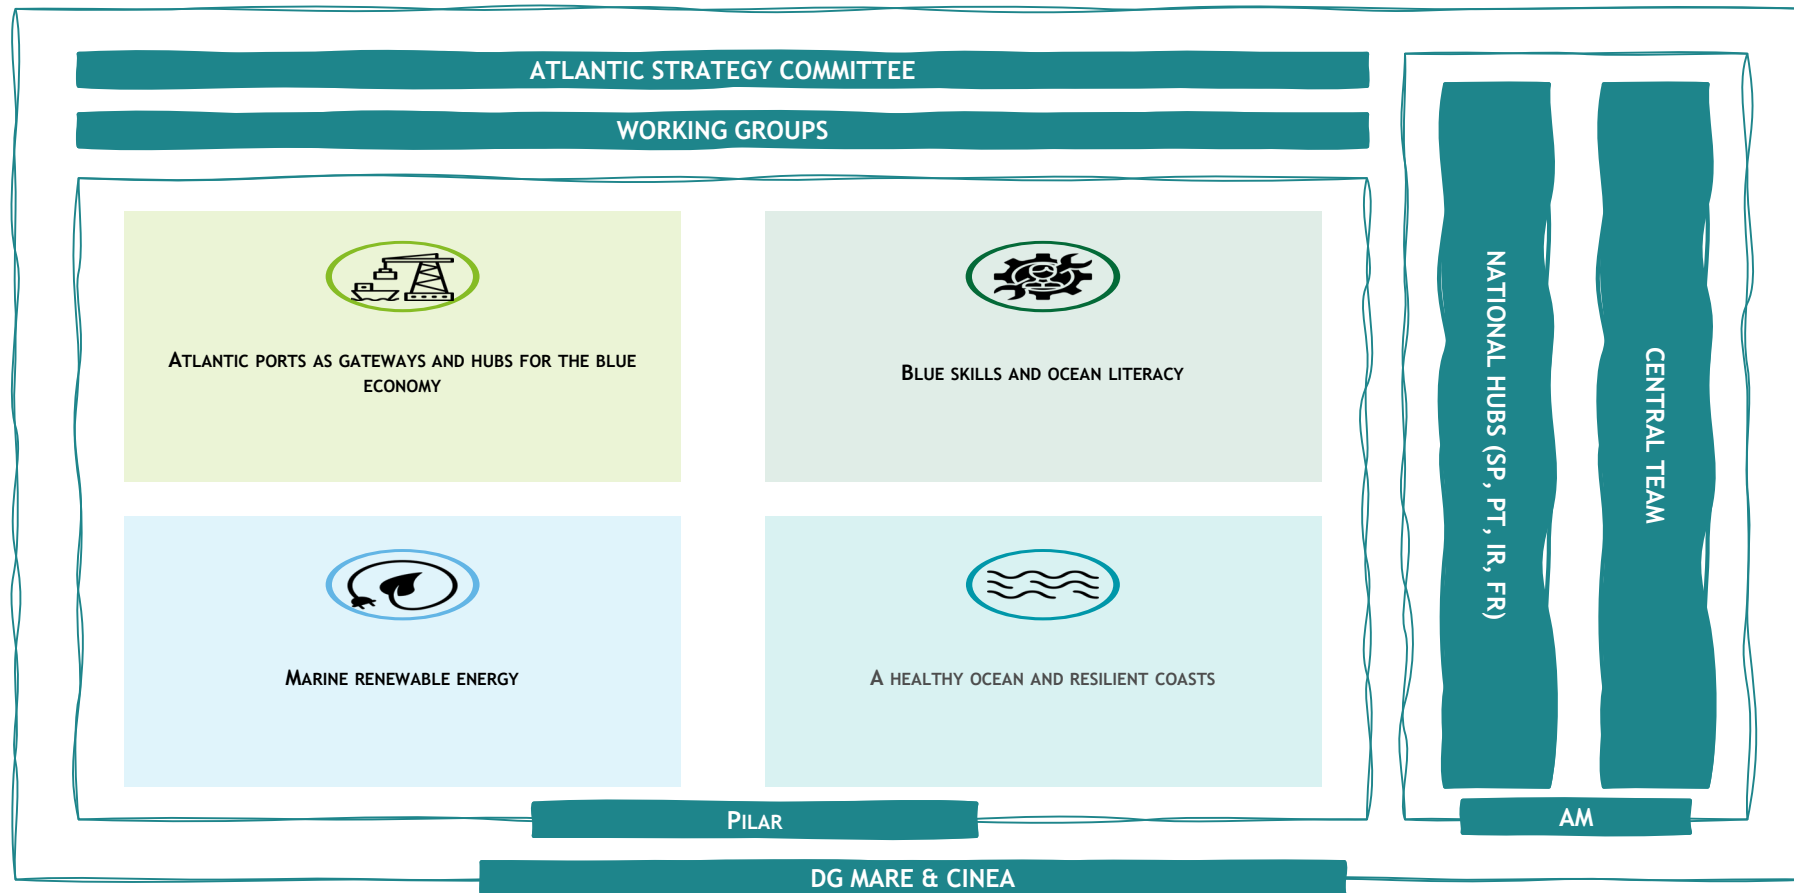 ATLANTIC STRATEGY COMMITTEE
WORKING GROUPS
ATLANTIC PORTS AS GATEWAYS AND HUBS FOR THE BLUE
ECONOMY
BLUE SKILLS AND OCEAN LITERACY
MARINE RENEWABLE ENERGY
A HEALTHY OCEAN AND RESILIENT COASTS
PILAR
NATIONAL HUBS (SP, PT, IR, FR)
CENTRAL TEAM
AM
DG MARE & CINEA